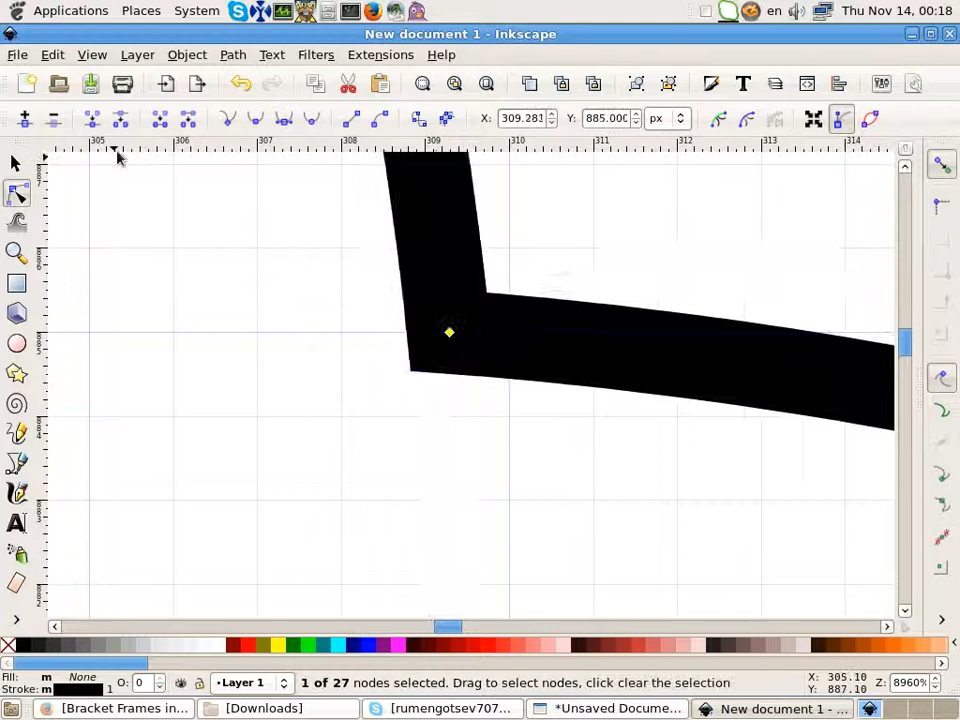 Applications Places System en Thu Nov 14, 00:18
New document 1 - Inkscape
File Edit View Layer Object Path Text Filters Extensions Help
X: 309.281 Y: 885.000 px
305 306 307 308 309 310 311 312 313 314
Fill: m None O: 0 •Layer 1 1 of 27 nodes selected. Drag to select nodes, click clear the selection X: 305.10 Z: 8960%
Stroke: m 1 Y: 887.10
[Bracket Frames in... [Downloads] [rumengotsev707... *Unsaved Docume... New document 1 - ...